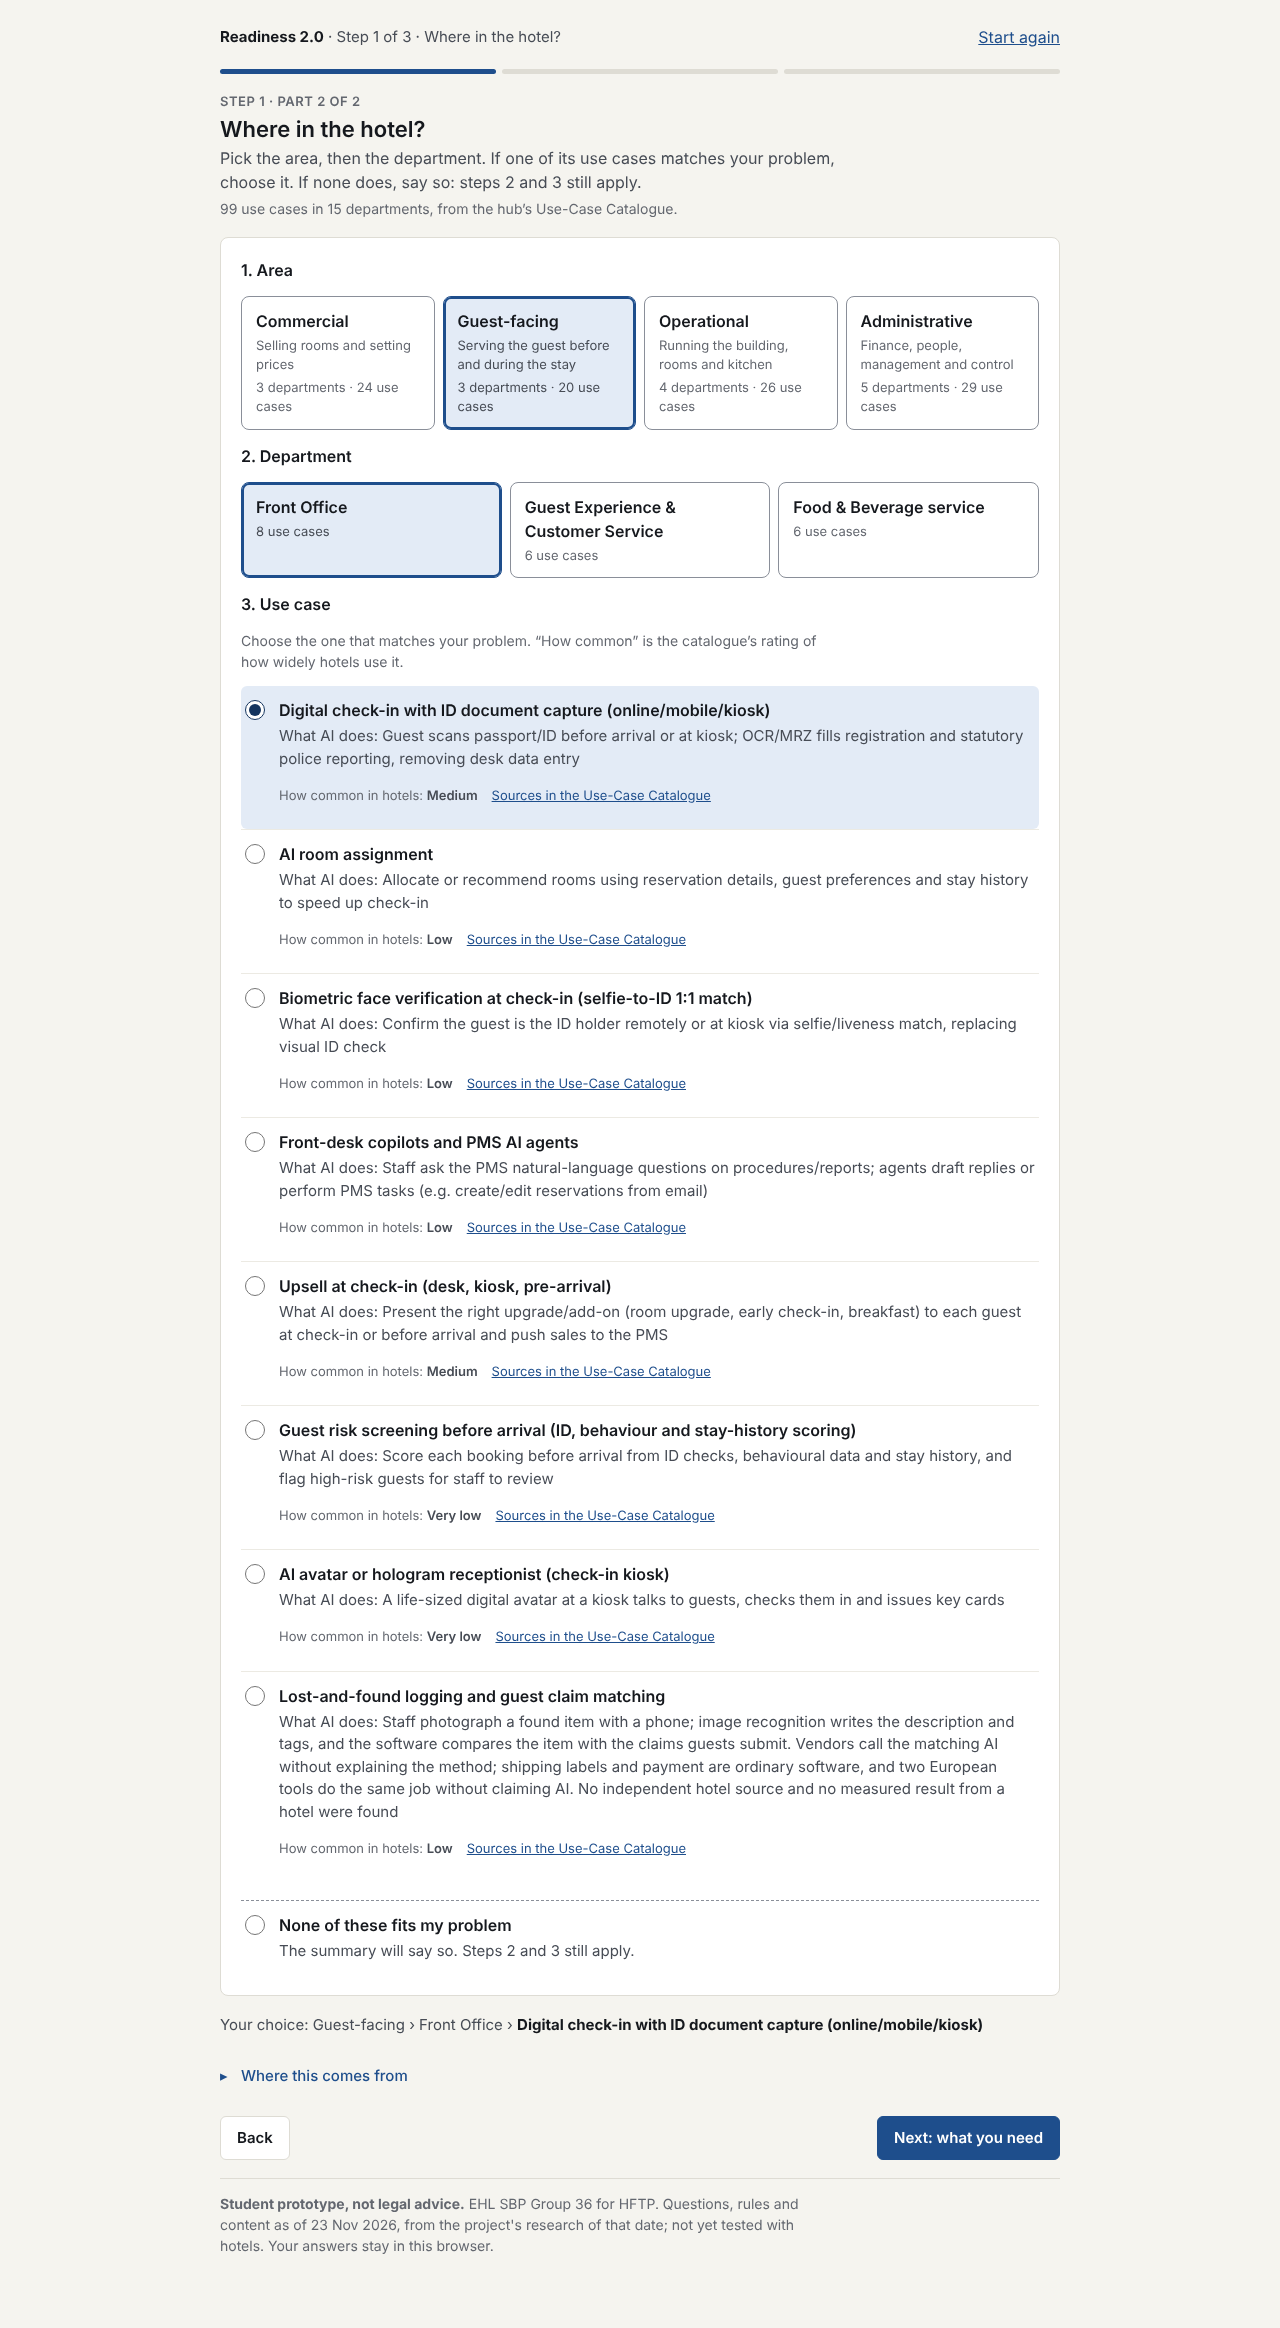 Readiness 2.0 · Step 1 of 3 · Where in the hotel?
Start again
STEP 1 · PART 2 OF 2
Where in the hotel?
Pick the area, then the department. If one of its use cases matches your problem,
choose it. If none does, say so: steps 2 and 3 still apply.
99 use cases in 15 departments, from the hub’s Use-Case Catalogue.
1. Area
Commercial
Selling rooms and setting
prices
3 departments · 24 use
cases
Guest-facing
Serving the guest before
and during the stay
3 departments · 20 use
cases
Operational
Running the building,
rooms and kitchen
4 departments · 26 use
cases
Administrative
Finance, people,
management and control
5 departments · 29 use
cases
2. Department
Front Office
8 use cases
Guest Experience &
Customer Service
6 use cases
Food & Beverage service
6 use cases
3. Use case
Choose the one that matches your problem. “How common” is the catalogue’s rating of
how widely hotels use it.
Digital check-in with ID document capture (online/mobile/kiosk)
What AI does: Guest scans passport/ID before arrival or at kiosk; OCR/MRZ fills registration and statutory
police reporting, removing desk data entry
How common in hotels: Medium Sources in the Use-Case Catalogue
AI room assignment
What AI does: Allocate or recommend rooms using reservation details, guest preferences and stay history
to speed up check-in
How common in hotels: Low Sources in the Use-Case Catalogue
Biometric face verification at check-in (selfie-to-ID 1:1 match)
What AI does: Confirm the guest is the ID holder remotely or at kiosk via selfie/liveness match, replacing
visual ID check
How common in hotels: Low Sources in the Use-Case Catalogue
Front-desk copilots and PMS AI agents
What AI does: Staff ask the PMS natural-language questions on procedures/reports; agents draft replies or
perform PMS tasks (e.g. create/edit reservations from email)
How common in hotels: Low Sources in the Use-Case Catalogue
Upsell at check-in (desk, kiosk, pre-arrival)
What AI does: Present the right upgrade/add-on (room upgrade, early check-in, breakfast) to each guest
at check-in or before arrival and push sales to the PMS
How common in hotels: Medium Sources in the Use-Case Catalogue
Guest risk screening before arrival (ID, behaviour and stay-history scoring)
What AI does: Score each booking before arrival from ID checks, behavioural data and stay history, and
flag high-risk guests for staff to review
How common in hotels: Very low Sources in the Use-Case Catalogue
AI avatar or hologram receptionist (check-in kiosk)
What AI does: A life-sized digital avatar at a kiosk talks to guests, checks them in and issues key cards
How common in hotels: Very low Sources in the Use-Case Catalogue
Lost-and-found logging and guest claim matching
What AI does: Staff photograph a found item with a phone; image recognition writes the description and
tags, and the software compares the item with the claims guests submit. Vendors call the matching AI
without explaining the method; shipping labels and payment are ordinary software, and two European
tools do the same job without claiming AI. No independent hotel source and no measured result from a
hotel were found
How common in hotels: Low Sources in the Use-Case Catalogue
None of these fits my problem
The summary will say so. Steps 2 and 3 still apply.
Your choice: Guest-facing › Front Office › Digital check-in with ID document capture (online/mobile/kiosk)
▸ Where this comes from
Back
Next: what you need
Student prototype, not legal advice. EHL SBP Group 36 for HFTP. Questions, rules and
content as of 23 Nov 2026, from the project's research of that date; not yet tested with
hotels. Your answers stay in this browser.